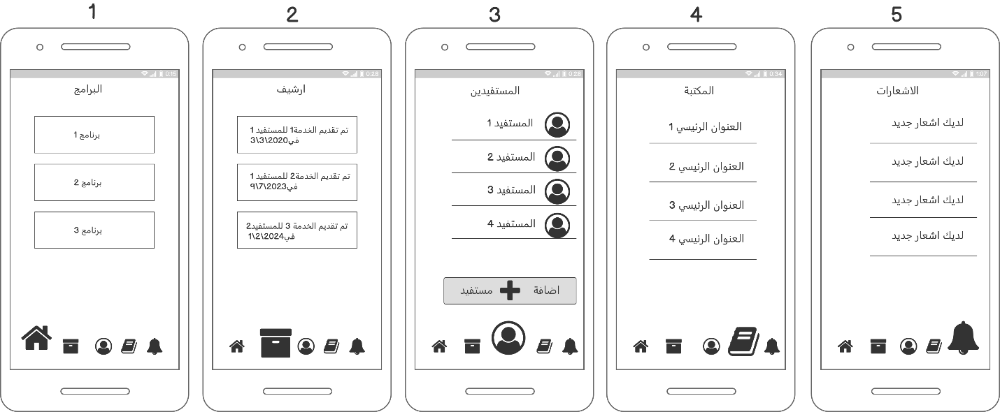 1
0:15
البرامج
برنامج 1
برنامج 2
برنامج 3
2
0:28
ارشيف
تم تقديم الخدمة1 للمستفيد 1
في2020\3\3
تم تقديم الخدمة2 للمستفيد 1
في2023\7\9
تم تقديم الخدمة 3 للمستفيد2
في2024\2\1
3
0:28
المستفيدين
المستفيد 1
المستفيد 2
المستفيد 3
المستفيد 4
اضافة مستفيد
4
0:34
المكتبة
العنوان الرئيسي 1
العنوان الرئيسي 2
العنوان الرئيسي 3
العنوان الرئيسي 4
5
1:07
الاشعارات
لديك اشعار جديد
لديك اشعار جديد
لديك اشعار جديد
لديك اشعار جديد